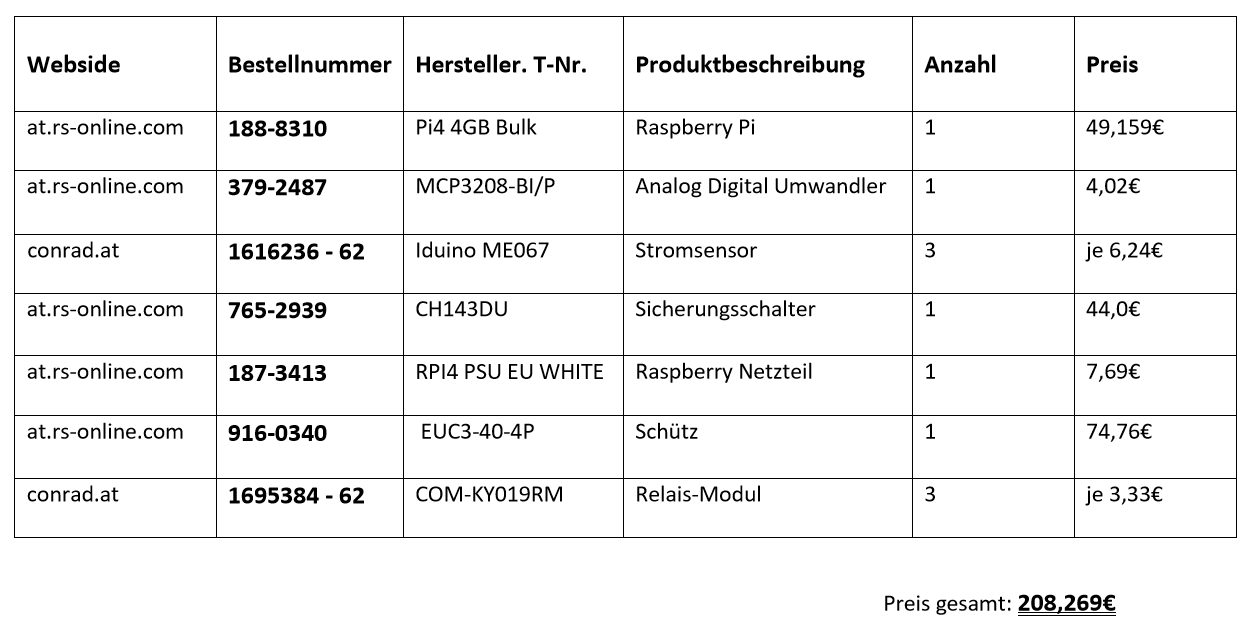 Webside Bestellnummer Hersteller. T-Nr. Produktbeschreibung Anzahl Preis
at.rs-online.com 188-8310 Pi4 4GB Bulk Raspberry Pi 1 49,159€
at.rs-online.com 379-2487 MCP3208-BI/P Analog Digital Umwandler 1 4,02€
conrad.at 1616236 - 62 Iduino ME067 Stromsensor 3 je 6,24€
at.rs-online.com 765-2939 CH143DU Sicherungsschalter 1 44,0€
at.rs-online.com 187-3413 RPI4 PSU EU WHITE Raspberry Netzteil 1 7,69€
at.rs-online.com 916-0340 EUC3-40-4P Schütz 1 74,76€
conrad.at 1695384 - 62 COM-KY019RM Relais-Modul 3 je 3,33€
Preis gesamt: 208,269€